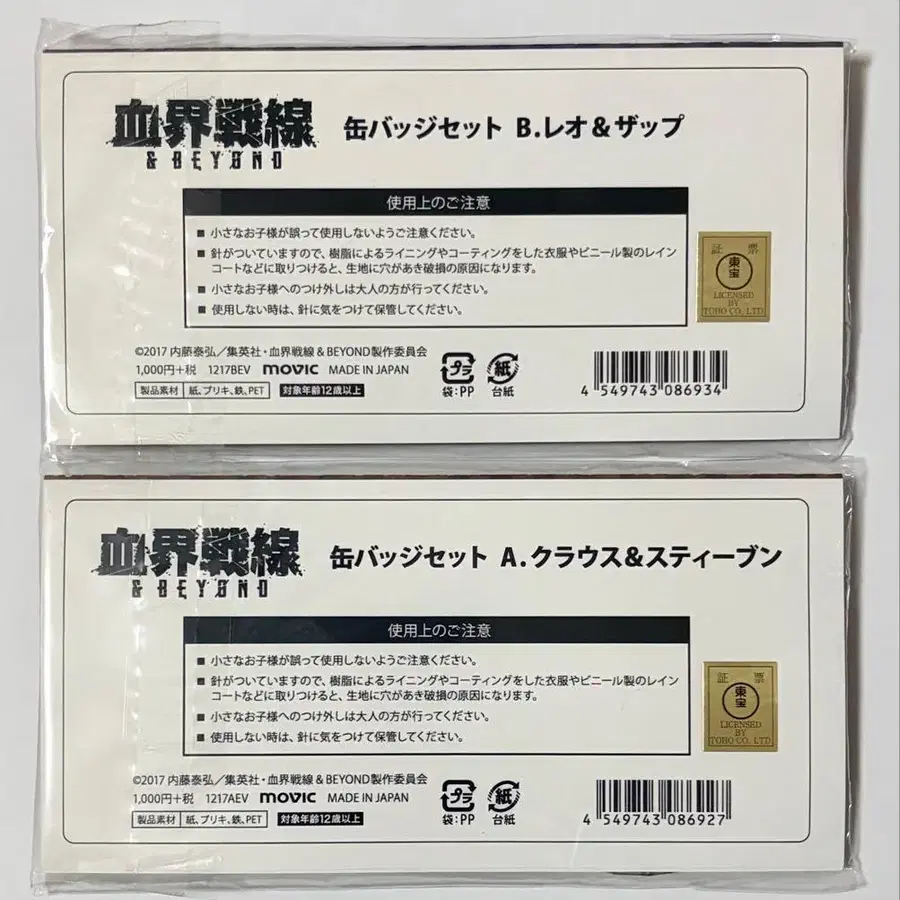 血界戦線
& BEYOND
缶バッジセット B.レオ&ザップ
使用上のご注意
■ 小さなお子様が誤って使用しないようご注意ください。
■ 針がついていますので、樹脂によるライニングやコーティングをした衣服やビニール製のレイン
コートなどに取りつけると、生地に穴があき破損の原因になります。
■ 小さなお子様へのつけ外しは大人の方が行ってください。
■ 使用しない時は、針に気をつけて保管してください。
証 票
東宝
LICENSED
BY
TOHO CO., LTD
©2017 内藤泰弘/集英社・血界戦線 & BEYOND製作委員会
1,000円+税 1217BEV movic MADE IN JAPAN
製品素材 紙、ブリキ、鉄、PET 対象年齢12歳以上
プラ
袋:PP
紙
台紙
4 549743 086934
血界戦線
& BEYOND
缶バッジセット A.クラウス&スティーブン
使用上のご注意
■ 小さなお子様が誤って使用しないようご注意ください。
■ 針がついていますので、樹脂によるライニングやコーティングをした衣服やビニール製のレイン
コートなどに取りつけると、生地に穴があき破損の原因になります。
■ 小さなお子様へのつけ外しは大人の方が行ってください。
■ 使用しない時は、針に気をつけて保管してください。
証 票
東宝
LICENSED
BY
TOHO CO., LTD
©2017 内藤泰弘/集英社・血界戦線 & BEYOND製作委員会
1,000円+税 1217AEV movic MADE IN JAPAN
製品素材 紙、ブリキ、鉄、PET 対象年齢12歳以上
プラ
袋:PP
紙
台紙
4 549743 086927